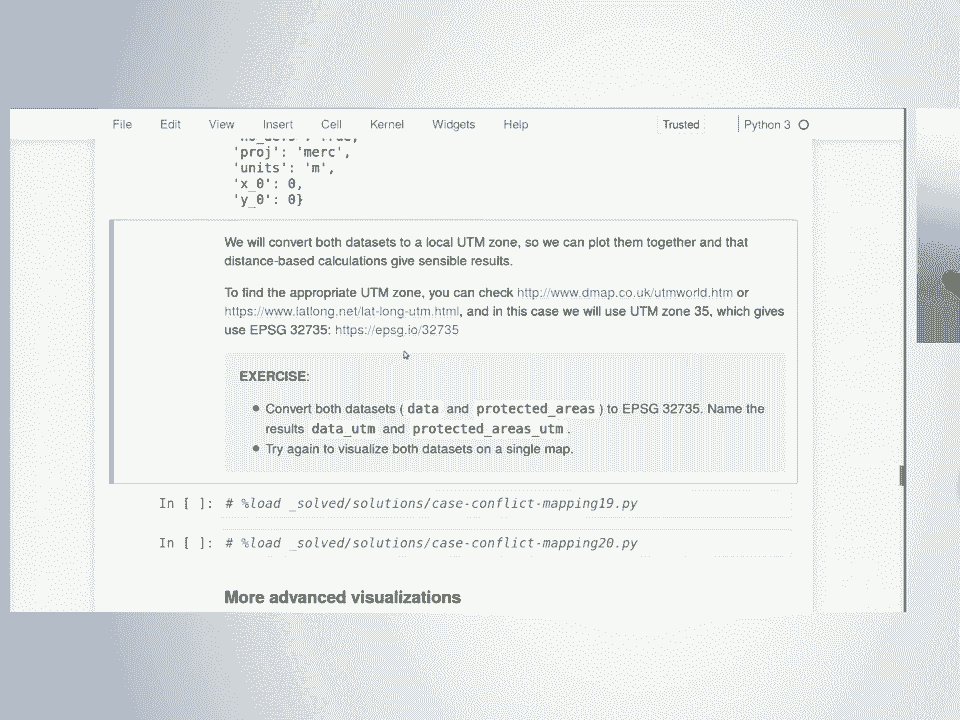 File Edit View Insert Cell Kernel Widgets Help Trusted Python 3
'proj': 'merc',
'units': 'm',
'x_0': 0,
'y_0': 0}
We will convert both datasets to a local UTM zone, so we can plot them together and that
distance-based calculations give sensible results.
To find the appropriate UTM zone, you can check http://www.dmap.co.uk/utmworld.htm or
https://www.latlong.net/lat-long-utm.html, and in this case we will use UTM zone 35, which gives
use EPSG 32735: https://epsg.io/32735
EXERCISE:
• Convert both datasets ( data and protected_areas ) to EPSG 32735. Name the
results data_utm and protected_areas_utm .
• Try again to visualize both datasets on a single map.
In [ ]: # %load _solved/solutions/case-conflict-mapping19.py
In [ ]: # %load _solved/solutions/case-conflict-mapping20.py
More advanced visualizations